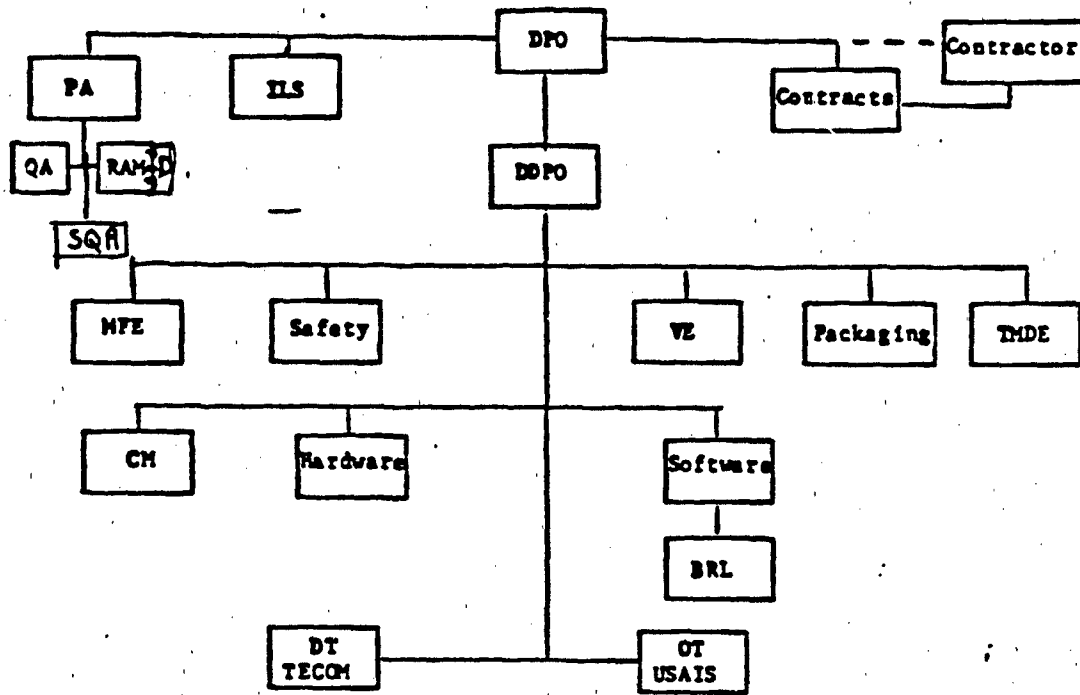 DPO
Contractor
PA
ILS
Contracts
QA
RAM-D
DDPO
SQA
MFE
Safety
VE
Packaging
TMDE
CM
Hardware
Software
BRL
DT
TECOM
OT
USAIS